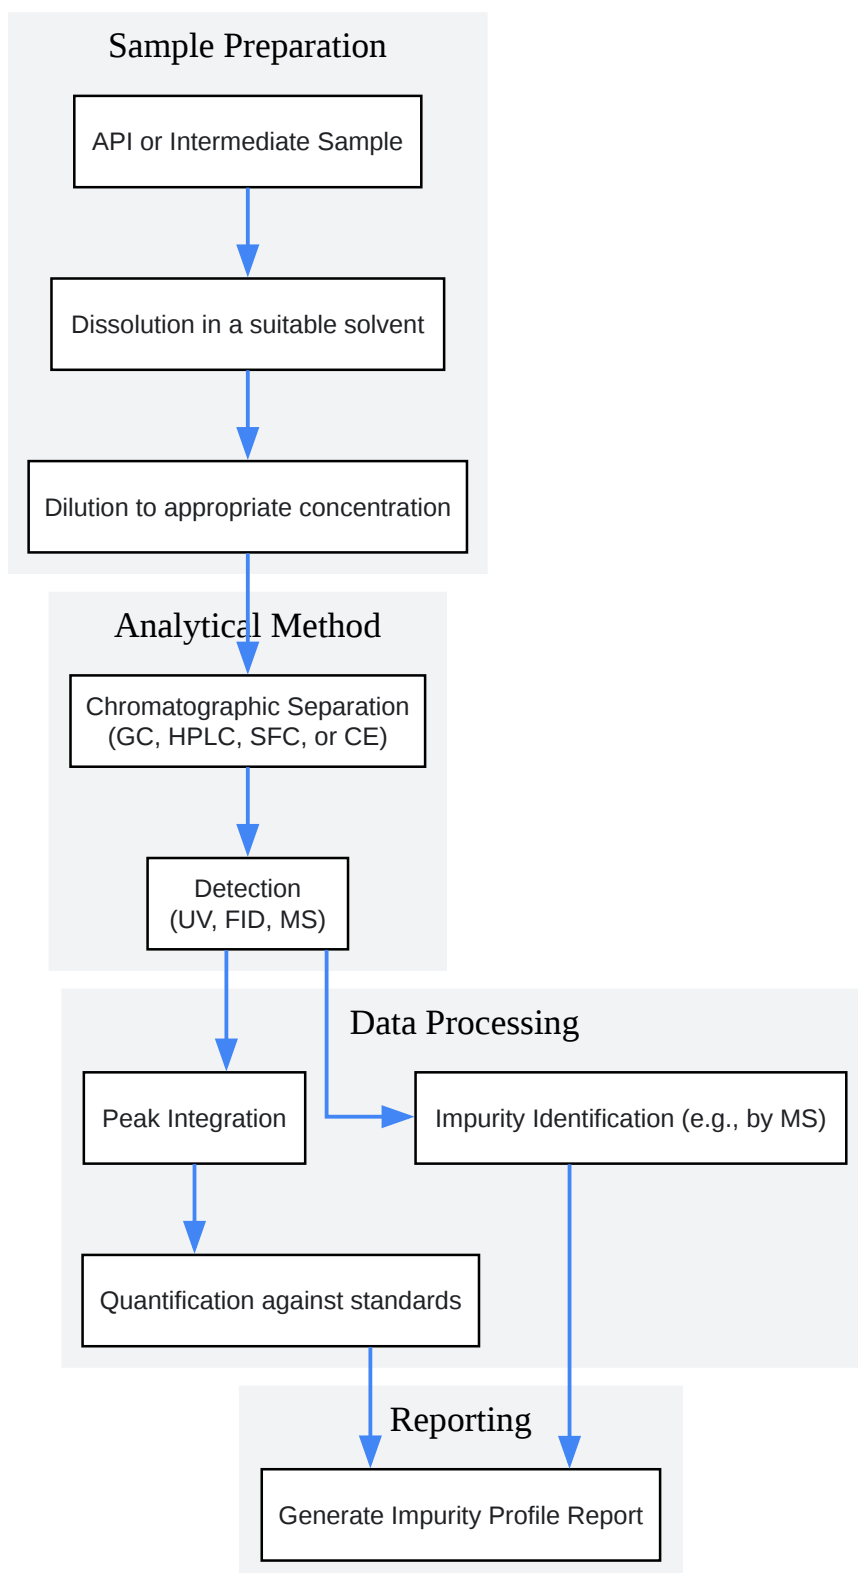 Sample Preparation
API or Intermediate Sample
Dissolution in a suitable solvent
Dilution to appropriate concentration
Analytical Method
Chromatographic Separation
(GC, HPLC, SFC, or CE)
Detection
(UV, FID, MS)
Data Processing
Peak Integration
Impurity Identification (e.g., by MS)
Quantification against standards
Reporting
Generate Impurity Profile Report